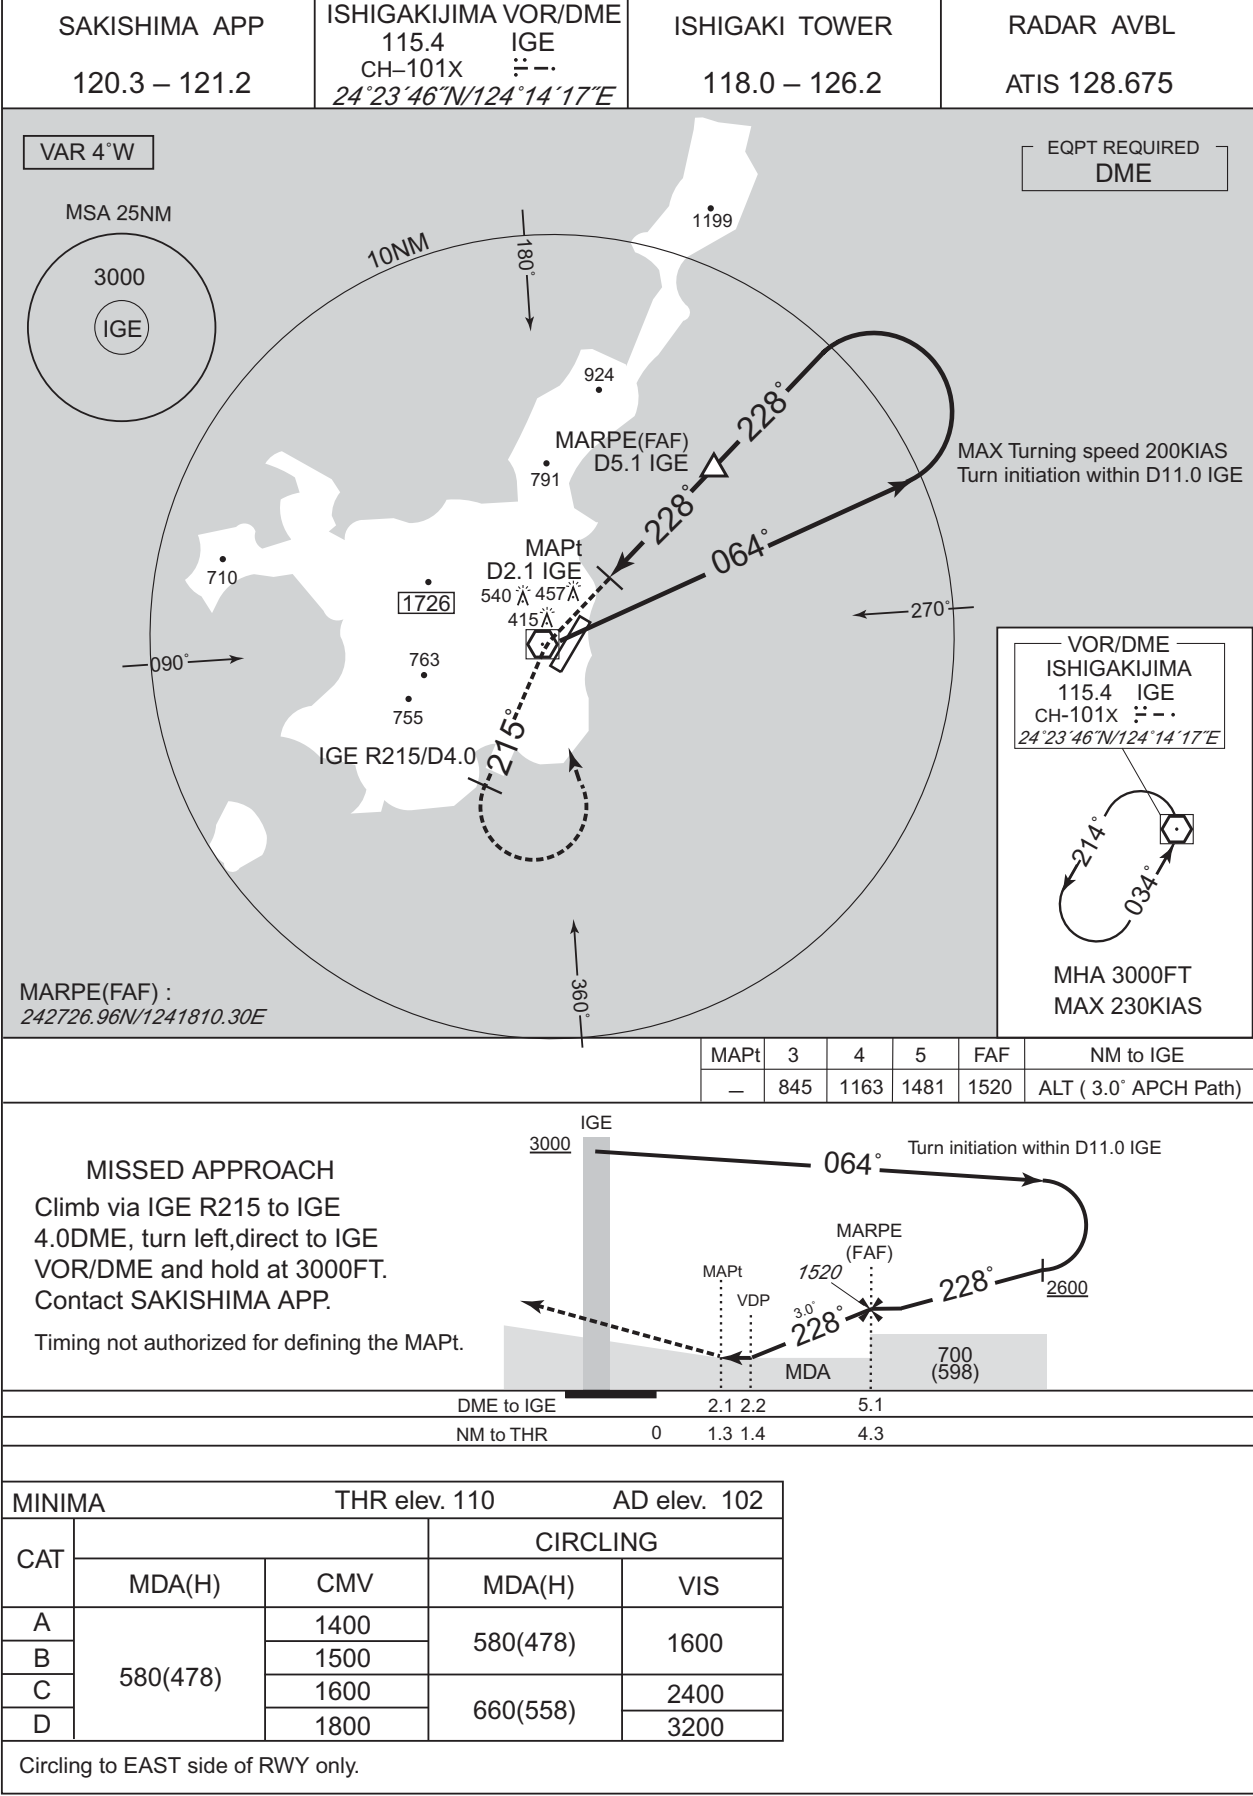 SAKISHIMA APP
120.3 – 121.2
ISHIGAKIJIMA VOR/DME
115.4 IGE
CH–101X
24˚23´46˝N/124˚14´17˝E
ISHIGAKI TOWER
118.0 – 126.2
RADAR AVBL
ATIS 128.675
VAR 4˚W
EQPT REQUIRED
DME
MSA 25NM
3000
IGE
10NM
180˚
1199
924
MARPE(FAF)
D5.1 IGE
791
228˚
228˚
064˚
MAX Turning speed 200KIAS
Turn initiation within D11.0 IGE
710
MAPt
D2.1 IGE
540
457
415
1726
270˚
090˚
763
755
IGE R215/D4.0
215˚
VOR/DME
ISHIGAKIJIMA
115.4 IGE
CH-101X
24˚23´46˝N/124˚14´17˝E
214˚
034˚
MHA 3000FT
MAX 230KIAS
360˚
MARPE(FAF) :
242726.96N/1241810.30E
MAPt 3 4 5 FAF NM to IGE
— 845 1163 1481 1520 ALT ( 3.0˚ APCH Path)
MISSED APPROACH
Climb via IGE R215 to IGE
4.0DME, turn left,direct to IGE
VOR/DME and hold at 3000FT.
Contact SAKISHIMA APP.
Timing not authorized for defining the MAPt.
IGE
3000
064˚
Turn initiation within D11.0 IGE
MARPE
(FAF)
1520
MAPt
VDP
3.0˚
228˚
228˚
2600
MDA
700
(598)
DME to IGE 2.1 2.2 5.1
NM to THR 0 1.3 1.4 4.3
MINIMA THR elev. 110 AD elev. 102
CAT CIRCLING
MDA(H) CMV MDA(H) VIS
A 1400
B 1500
580(478) 1600
580(478)
C 1600 2400
660(558)
D 1800 3200
Circling to EAST side of RWY only.